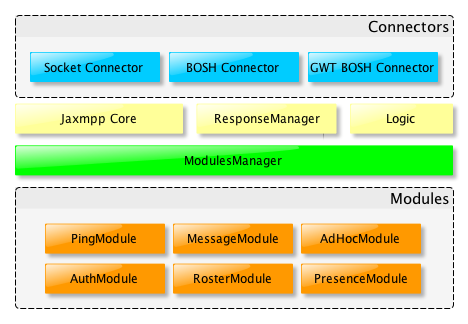 Connectors
Socket Connector BOSH Connector GWT BOSH Connector
Jaxmpp Core ResponseManager Logic
ModulesManager
Modules
PingModule MessageModule AdHocModule
AuthModule RosterModule PresenceModule